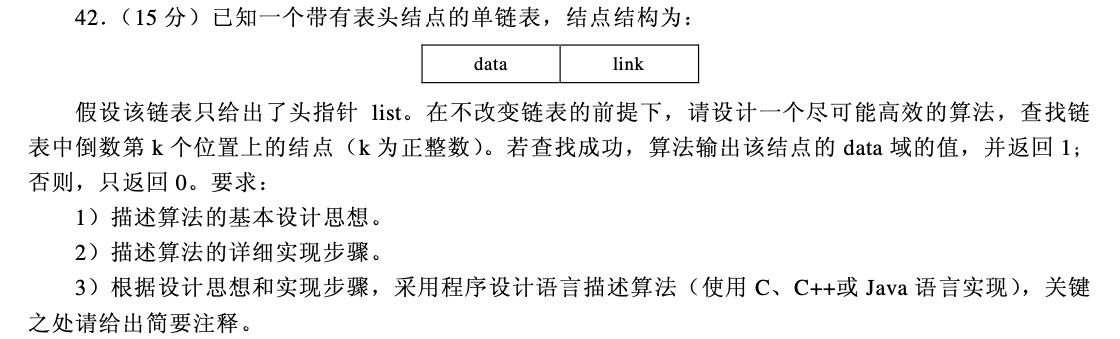 42.（15 分）已知一个带有表头结点的单链表，结点结构为：
data link
假设该链表只给出了头指针 list。在不改变链表的前提下，请设计一个尽可能高效的算法，查找链
表中倒数第 k 个位置上的结点（k 为正整数）。若查找成功，算法输出该结点的 data 域的值，并返回 1；
否则，只返回 0。要求：
1）描述算法的基本设计思想。
2）描述算法的详细实现步骤。
3）根据设计思想和实现步骤，采用程序设计语言描述算法（使用 C、C++或 Java 语言实现），关键
之处请给出简要注释。